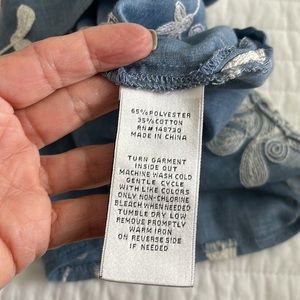 65% POLYESTER
35% COTTON
RN# 148730
MADE IN CHINA
TURN GARMENT
INSIDE OUT
MACHINE WASH COLD
GENTLE CYCLE
WITH LIKE COLORS
ONLY NON-CHLORINE
BLEACH WHEN NEEDED
TUMBLE DRY LOW
REMOVE PROMPTLY
WARM IRON
ON REVERSE SIDE
IF NEEDED